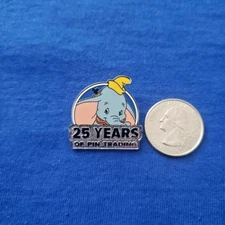 25 YEARS
OF PIN TRADING